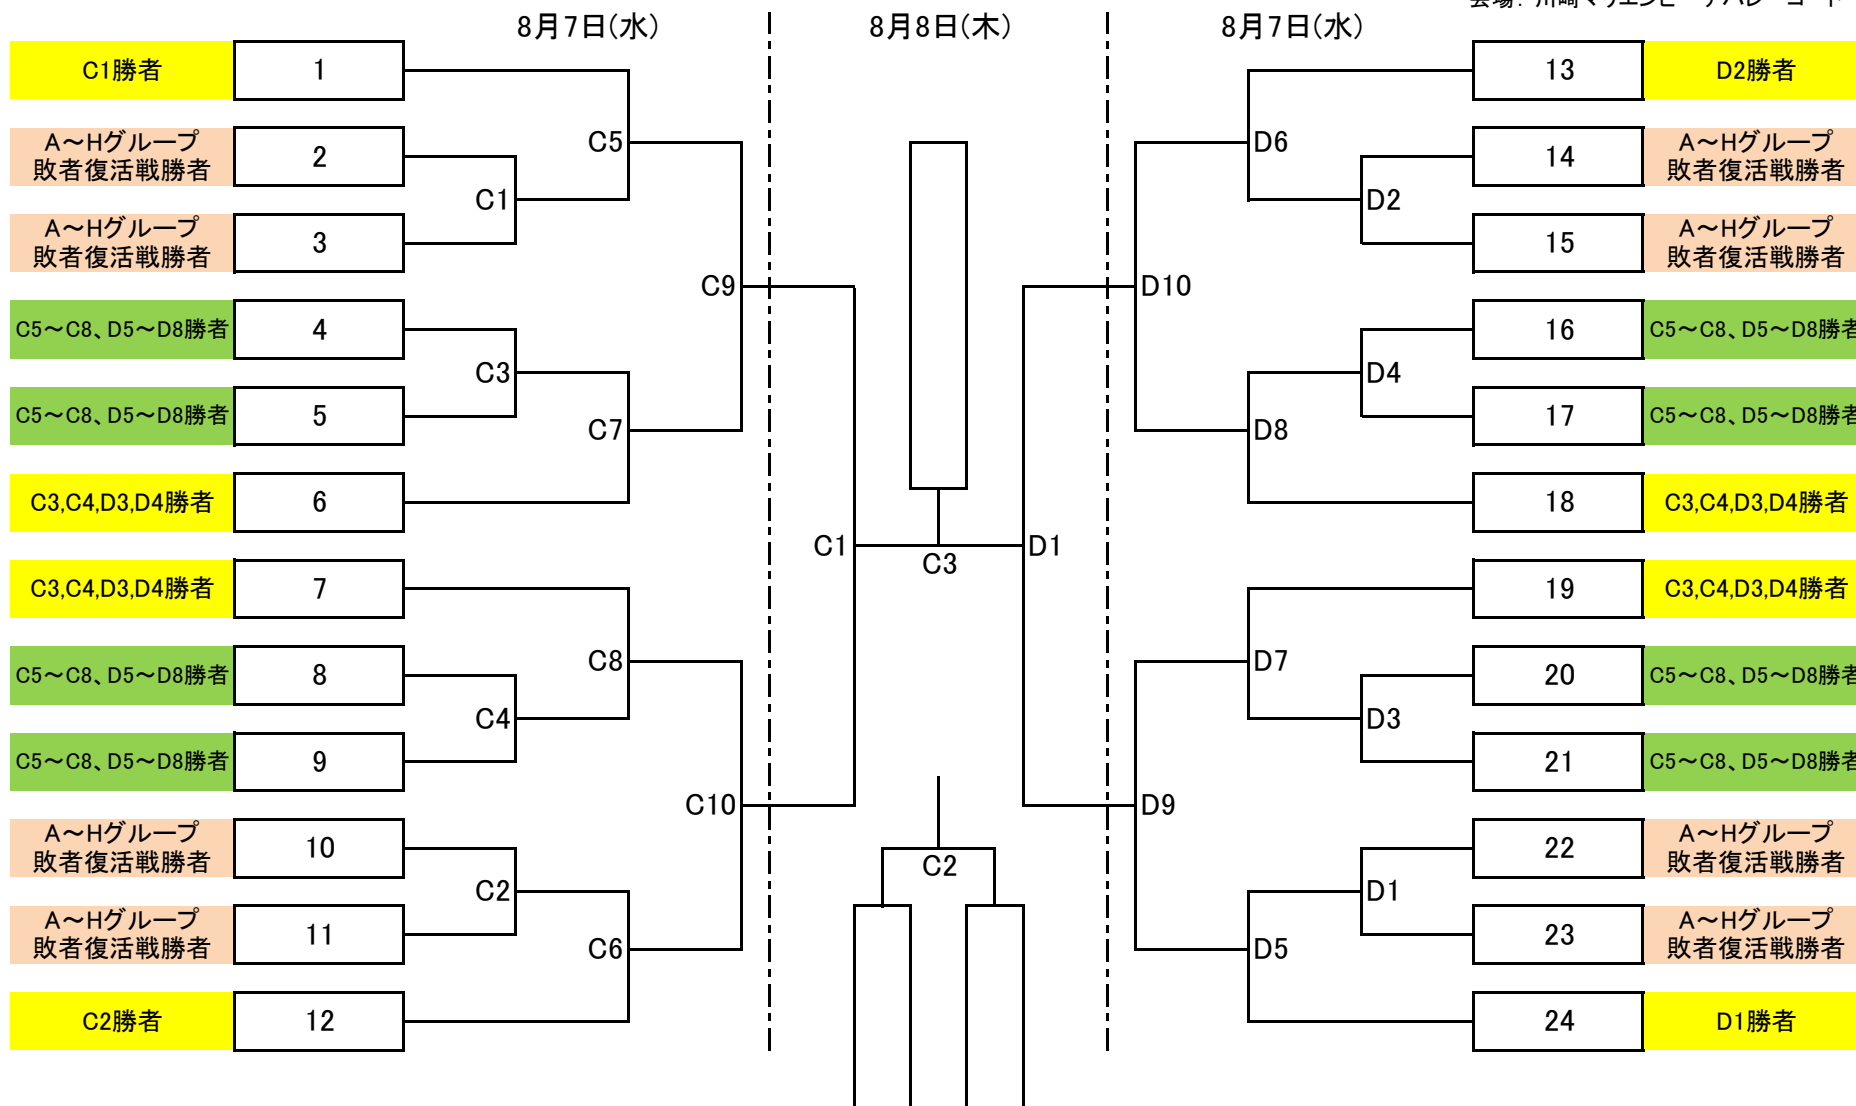 8月7日(水)
8月8日(木)
8月7日(水)
C1勝者
1
A～Hグループ
敗者復活戦勝者
2
A～Hグループ
敗者復活戦勝者
3
C5～C8、D5～D8勝者
4
C5～C8、D5～D8勝者
5
C3,C4,D3,D4勝者
6
C3,C4,D3,D4勝者
7
C5～C8、D5～D8勝者
8
C5～C8、D5～D8勝者
9
A～Hグループ
敗者復活戦勝者
10
A～Hグループ
敗者復活戦勝者
11
C2勝者
12
C1
C3
C4
C2
C5
C7
C8
C6
C9
C10
C1
C3
C2
D1
D10
D9
D6
D8
D7
D5
D2
D4
D3
D1
13
D2勝者
14
A～Hグループ
敗者復活戦勝者
15
A～Hグループ
敗者復活戦勝者
16
C5～C8、D5～D8勝者
17
C5～C8、D5～D8勝者
18
C3,C4,D3,D4勝者
19
C3,C4,D3,D4勝者
20
C5～C8、D5～D8勝者
21
C5～C8、D5～D8勝者
22
A～Hグループ
敗者復活戦勝者
23
A～Hグループ
敗者復活戦勝者
24
D1勝者